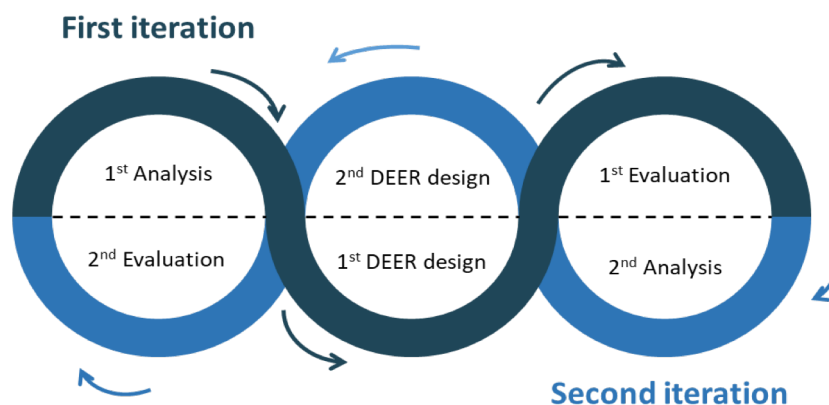 First iteration
1st Analysis
2nd DEER design
1st Evaluation
2nd Evaluation
1st DEER design
2nd Analysis
Second iteration